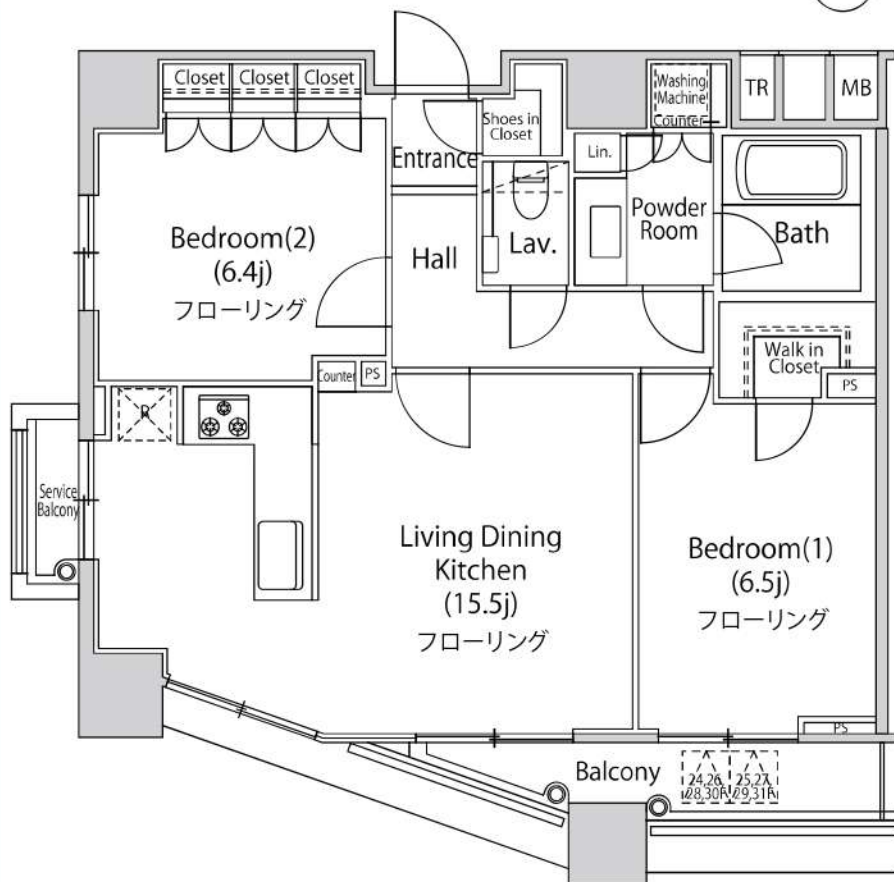 Closet
Closet
Closet
Shoes in
Closet
Washing
Machine
Counter
TR
MB
Entrance
Lin.
Bedroom(2)
(6.4j)
フローリング
Hall
Lav.
Powder
Room
Bath
Walk in
Closet
Counter
PS
PS
R
Service
Balcony
Living Dining
Kitchen
(15.5j)
フローリング
Bedroom(1)
(6.5j)
フローリング
PS
Balcony
24,26,
28,30F
25,27,
29,31F